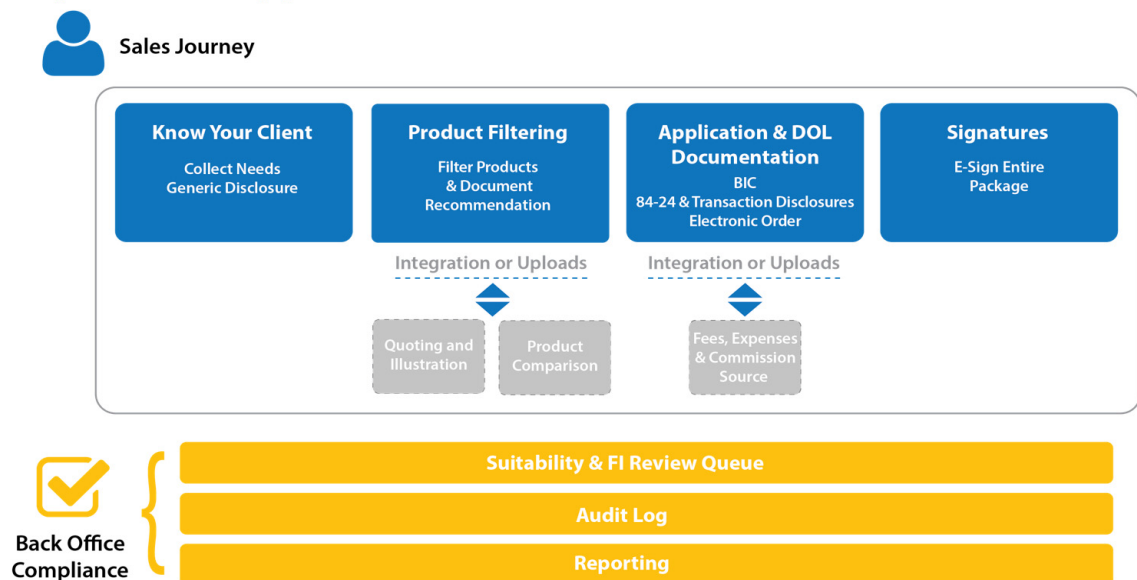 Sales Journey
Know Your Client
Collect Needs
Generic Disclosure
Product Filtering
Filter Products
& Document
Recommendation
Application & DOL
Documentation
BIC
84-24 & Transaction Disclosures
Electronic Order
Signatures
E-Sign Entire
Package
Integration or Uploads
Integration or Uploads
Quoting and
Illustration
Product
Comparison
Fees, Expenses
& Commission
Source
Suitability & FI Review Queue
Audit Log
Reporting
Back Office
Compliance